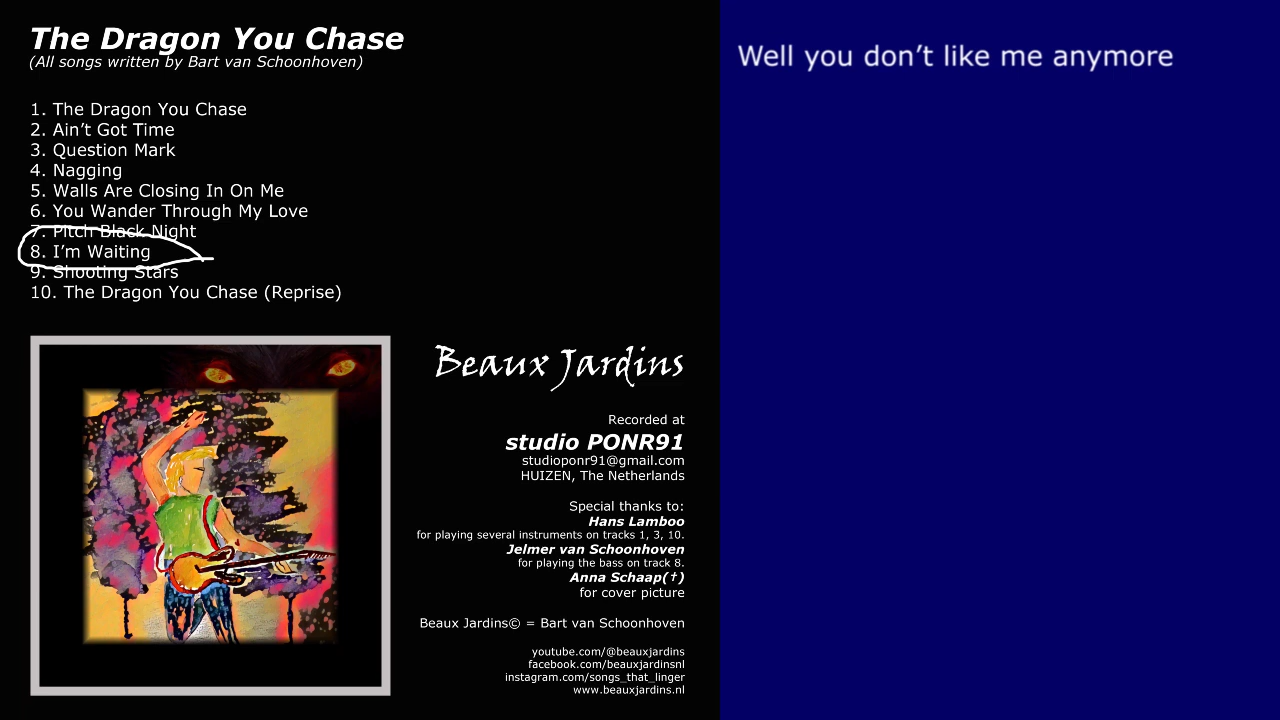 The Dragon You Chase
(All songs written by Bart van Schoonhoven)
1. The Dragon You Chase
2. Ain’t Got Time
3. Question Mark
4. Nagging
5. Walls Are Closing In On Me
6. You Wander Through My Love
7. Pitch Black Night
8. I’m Waiting
9. Shooting Stars
10. The Dragon You Chase (Reprise)
Beaux Jardins
Recorded at
studio PONR91
studioponr91@gmail.com
HUIZEN, The Netherlands
Special thanks to:
Hans Lamboo
for playing several instruments on tracks 1, 3, 10.
Jelmer van Schoonhoven
for playing the bass on track 8.
Anna Schaap(†)
for cover picture
Beaux Jardins© = Bart van Schoonhoven
youtube.com/@beauxjardins
facebook.com/beauxjardinsnl
instagram.com/songs_that_linger
www.beauxjardins.nl
Well you don’t like me anymore